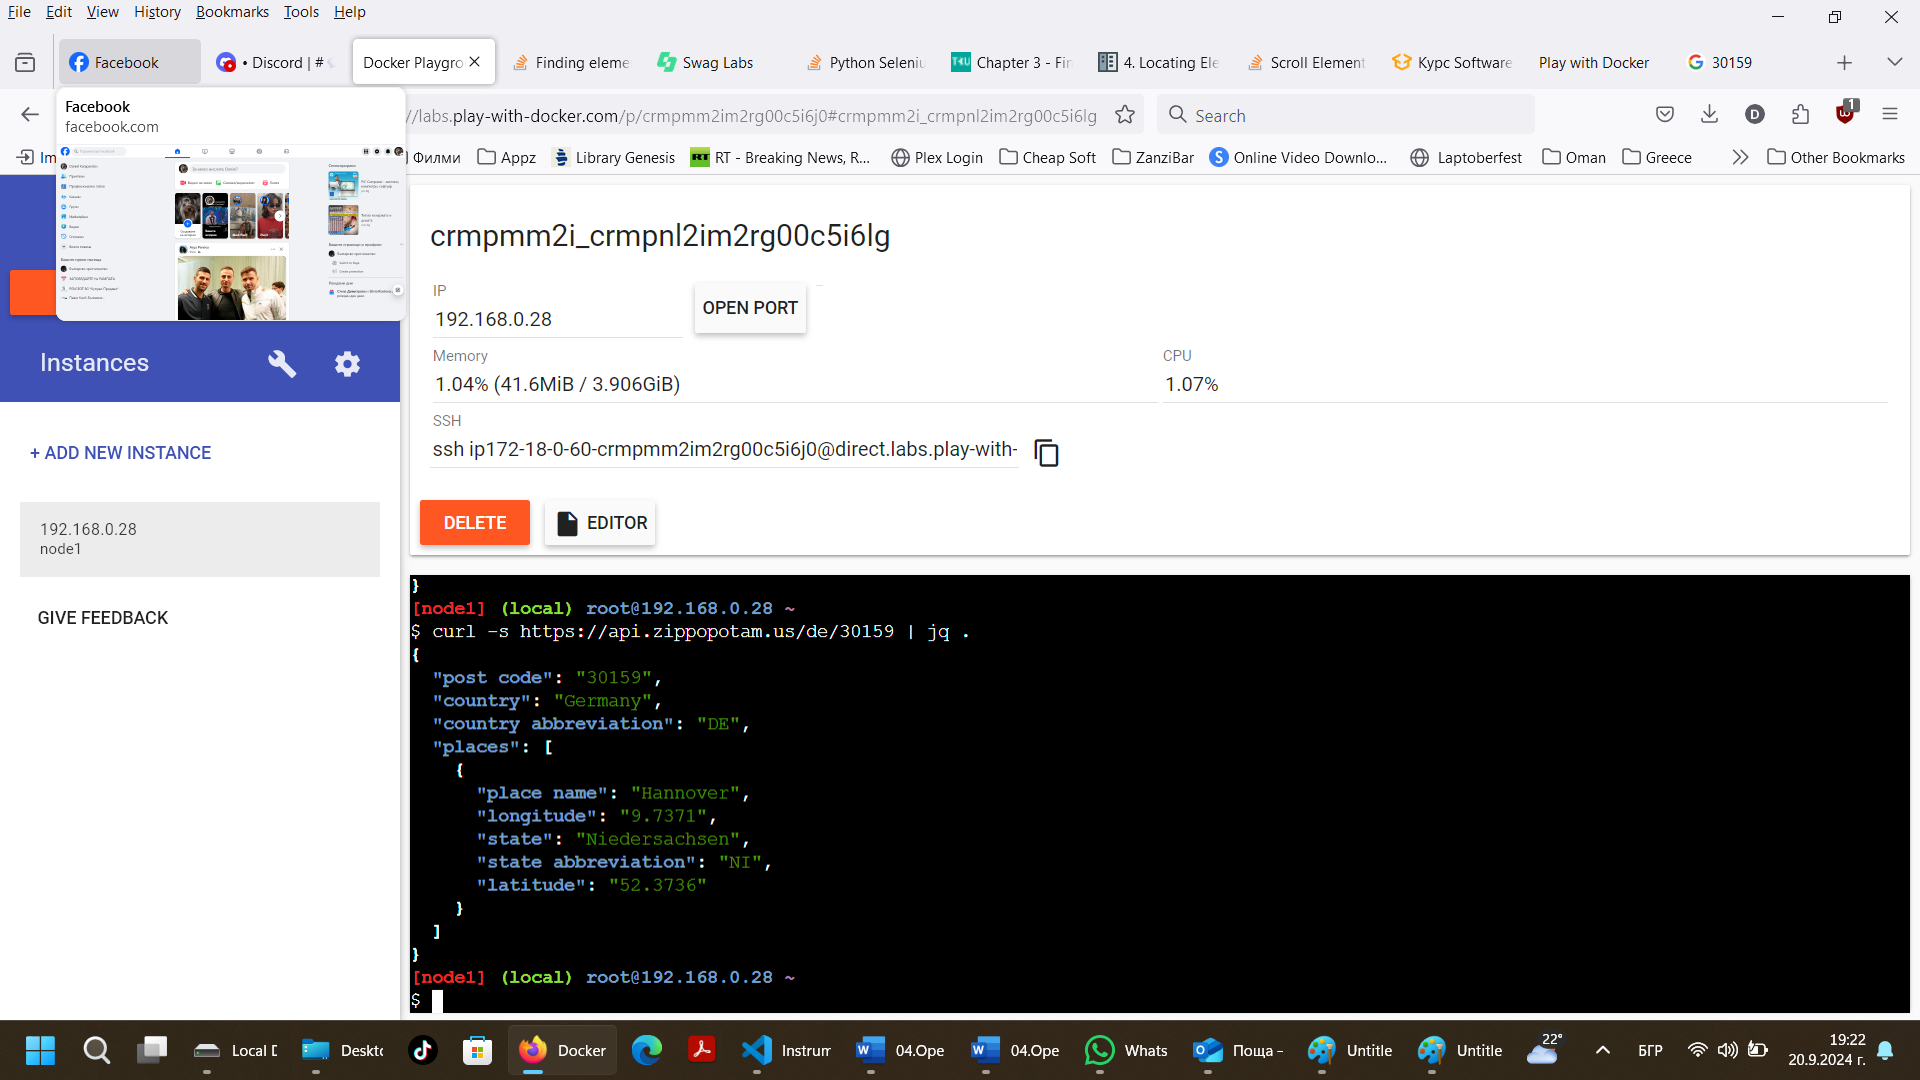 File Edit View History Bookmarks Tools Help
Facebook
• Discord | #
Docker Playgro
Finding eleme
Swag Labs
Python Seleniu
Chapter 3 - Fin
4. Locating Ele
Scroll Element
Курс Software
Play with Docker
30159
Facebook
facebook.com
//labs.play-with-docker.com/p/crmpmm2im2rg00c5i6j0#crmpmm2i_crmpnl2im2rg00c5i6lg
Search
1
Im
Филми
Appz
Library Genesis
RT - Breaking News, R...
Plex Login
Cheap Soft
ZanziBar
Online Video Downlo...
Laptoberfest
Oman
Greece
Other Bookmarks
Instances
+ ADD NEW INSTANCE
192.168.0.28
node1
GIVE FEEDBACK
crmpmm2i_crmpnl2im2rg00c5i6lg
IP
192.168.0.28
OPEN PORT
Memory
1.04% (41.6MiB / 3.906GiB)
CPU
1.07%
SSH
ssh ip172-18-0-60-crmpmm2im2rg00c5i6j0@direct.labs.play-with-
DELETE
EDITOR
}
[node1] (local) root@192.168.0.28 ~
$ curl -s https://api.zippopotam.us/de/30159 | jq .
{
"post code": "30159",
"country": "Germany",
"country abbreviation": "DE",
"places": [
{
"place name": "Hannover",
"longitude": "9.7371",
"state": "Niedersachsen",
"state abbreviation": "NI",
"latitude": "52.3736"
}
]
}
[node1] (local) root@192.168.0.28 ~
$
Local D
Deskto
Docker
Instrum
04.Ope
04.Ope
Whats
Поща –
Untitle
Untitle
22°
БГР
19:22
20.9.2024 г.